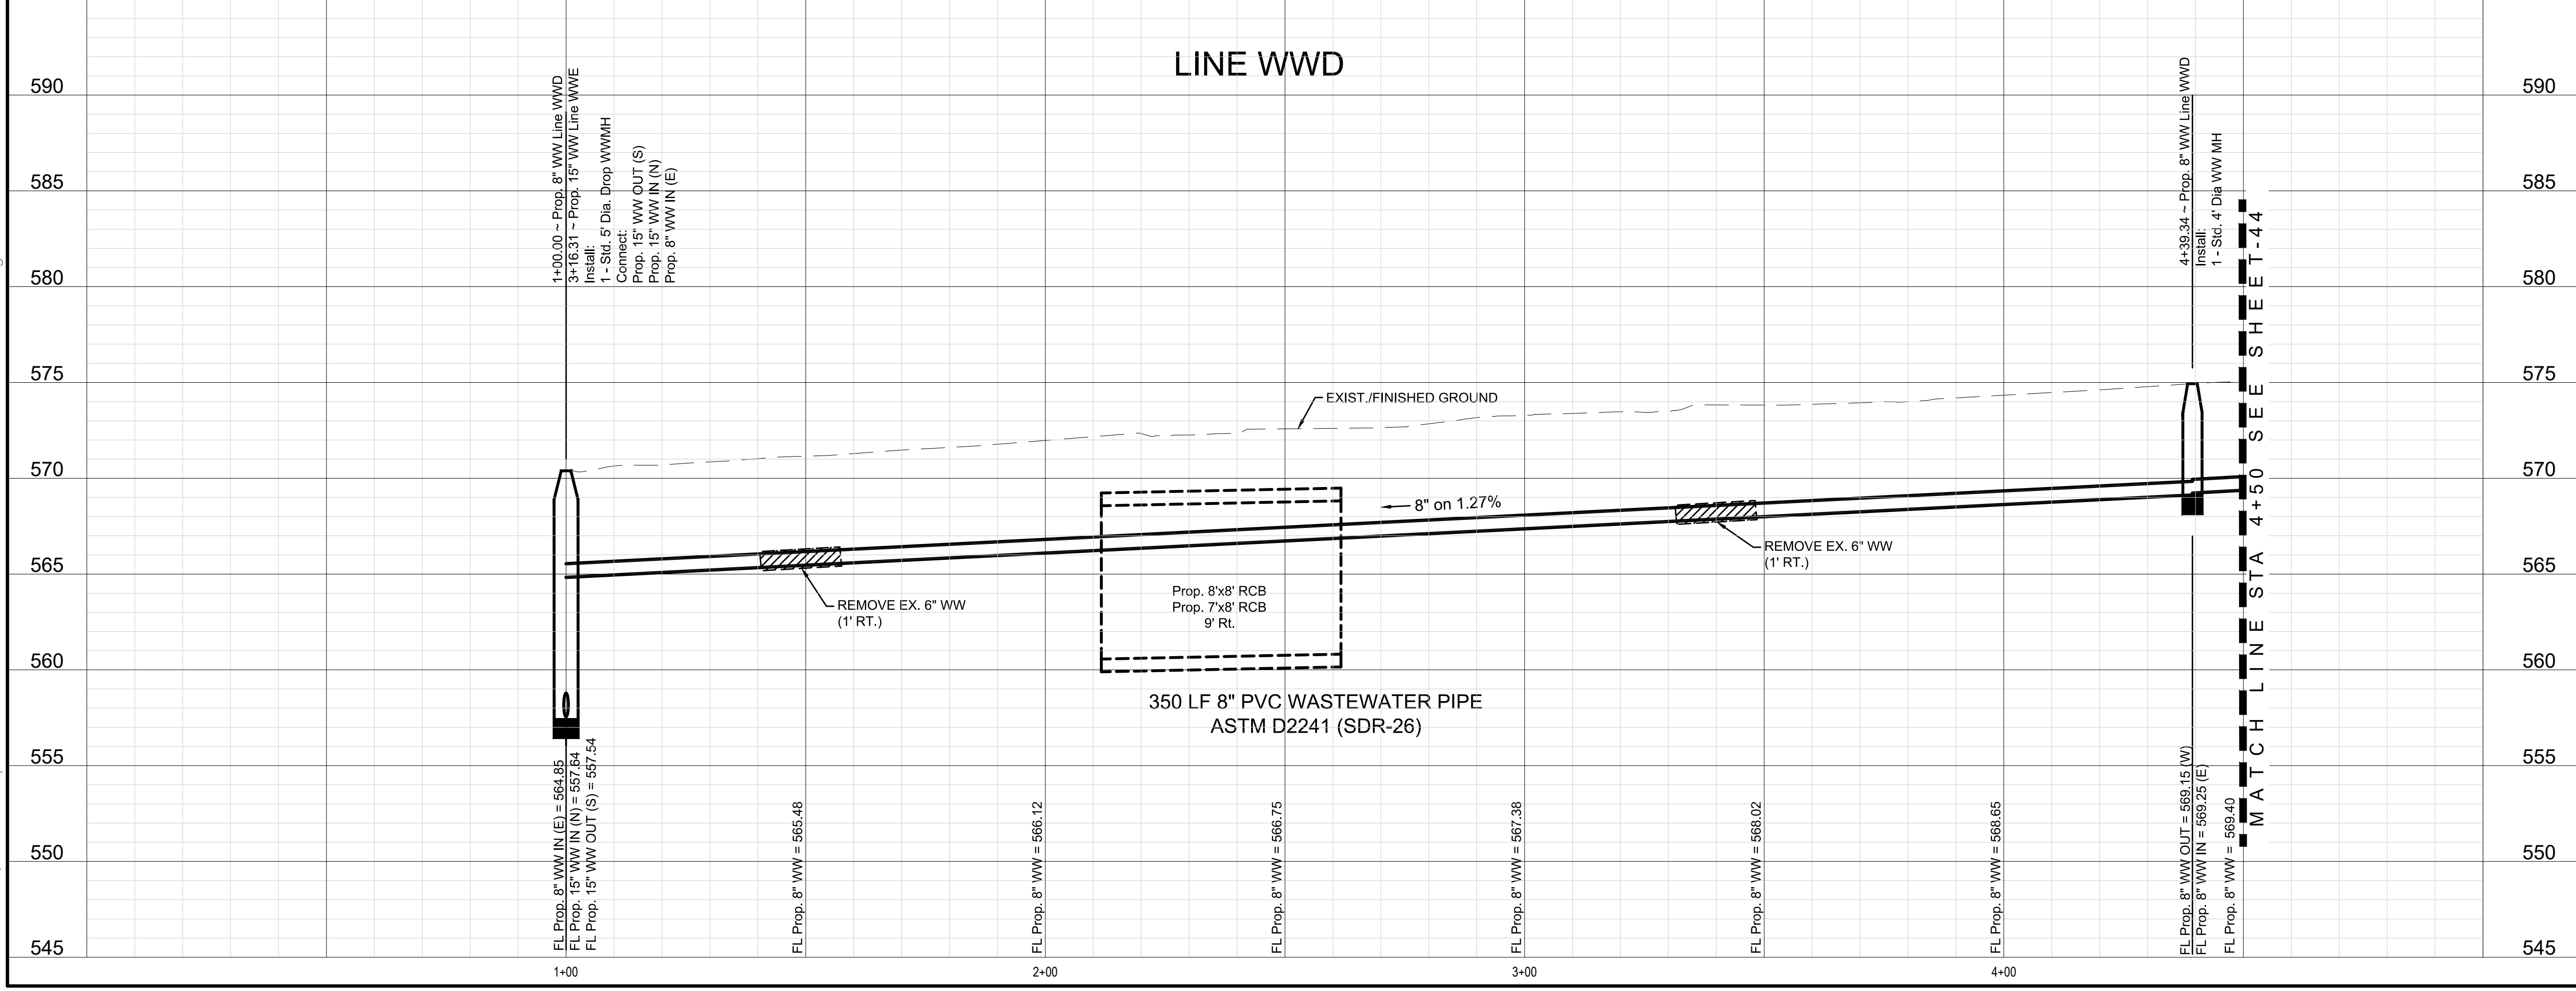 LINE WWD
590
585
580
575
570
565
560
555
550
545
590
585
580
575
570
565
560
555
550
545
1+00.00 ~ Prop. 8" WW Line WWD
3+16.31 ~ Prop. 15" WW Line WWE
Install:
1 - Std. 5' Dia. Drop WWMH
Connect:
Prop. 15" WW OUT (S)
Prop. 15" WW IN (N)
Prop. 8" WW IN (E)
4+39.34 ~ Prop. 8" WW Line WWD
Install:
1 - Std. 4' Dia WW MH
MATCH LINE STA 4+50 SEE SHEET-44
EXIST./FINISHED GROUND
8" on 1.27%
REMOVE EX. 6" WW
(1' RT.)
REMOVE EX. 6" WW
(1' RT.)
Prop. 8'x8' RCB
Prop. 7'x8' RCB
9' Rt.
350 LF 8" PVC WASTEWATER PIPE
ASTM D2241 (SDR-26)
FL Prop. 8" WW IN (E) = 564.85
FL Prop. 15" WW IN (N) = 557.64
FL Prop. 15" WW OUT (S) = 557.54
FL Prop. 8" WW = 565.48
FL Prop. 8" WW = 566.12
FL Prop. 8" WW = 566.75
FL Prop. 8" WW = 567.38
FL Prop. 8" WW = 568.02
FL Prop. 8" WW = 568.65
FL Prop. 8" WW OUT = 569.15 (W)
FL Prop. 8" WW IN = 569.25 (E)
FL Prop. 8" WW = 569.40
1+00
2+00
3+00
4+00